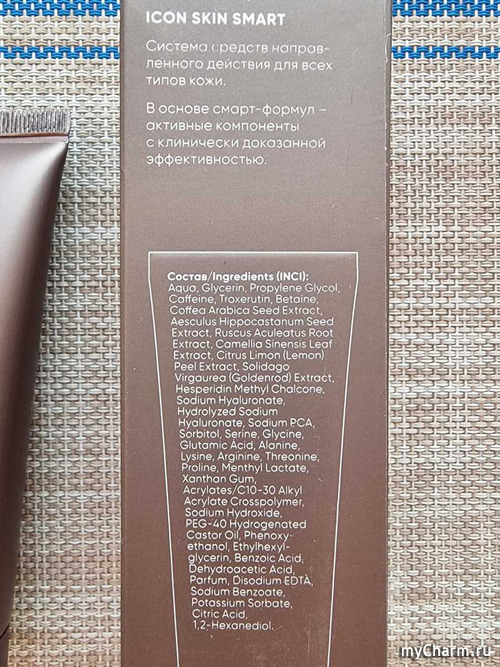 ICON SKIN SMART
Система средств направ-
ленного действия для всех
типов кожи.
В основе смарт-формул –
активные компоненты
с клинически доказанной
эффективностью.
Состав/Ingredients (INCI):
Aqua, Glycerin, Propylene Glycol,
Caffeine, Troxerutin, Betaine,
Coffea Arabica Seed Extract,
Aesculus Hippocastanum Seed
Extract, Ruscus Aculeatus Root
Extract, Camellia Sinensis Leaf
Extract, Citrus Limon (Lemon)
Peel Extract, Solidago
Virgaurea (Goldenrod) Extract,
Hesperidin Methyl Chalcone,
Sodium Hyaluronate,
Hydrolyzed Sodium
Hyaluronate, Sodium PCA,
Sorbitol, Serine, Glycine,
Glutamic Acid, Alanine,
Lysine, Arginine, Threonine,
Proline, Menthyl Lactate,
Xanthan Gum,
Acrylates/C10-30 Alkyl
Acrylate Crosspolymer,
Sodium Hydroxide,
PEG-40 Hydrogenated
Castor Oil, Phenoxy-
ethanol, Ethylhexyl-
glycerin, Benzoic Acid,
Dehydroacetic Acid,
Parfum, Disodium EDTA,
Sodium Benzoate,
Potassium Sorbate,
Citric Acid,
1,2-Hexanediol.
myCharm.ru